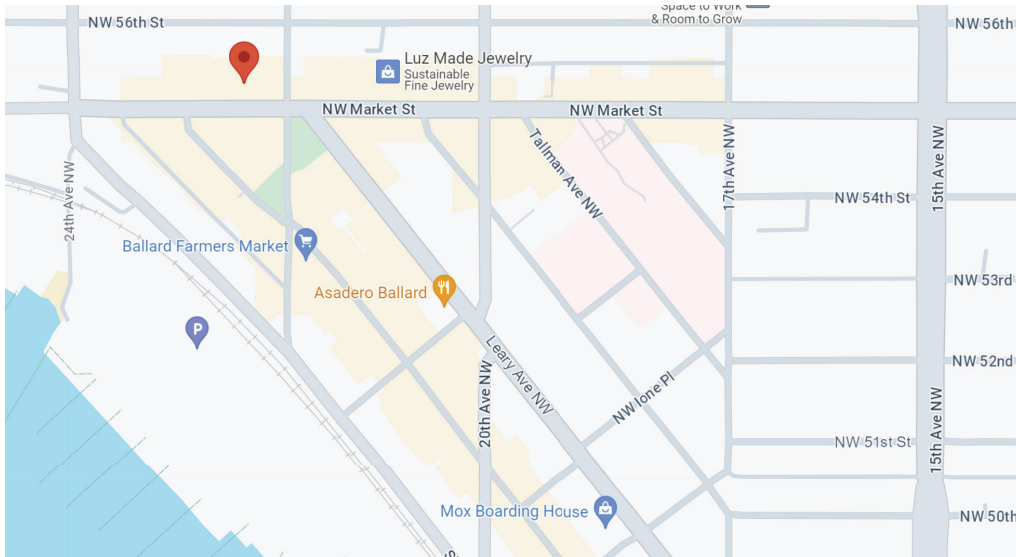 Space to Work
& Room to Grow
NW 56th St
NW 56th
Luz Made Jewelry
Sustainable
Fine Jewelry
NW Market St
NW Market St
Tallman Ave NW
17th Ave NW
15th Ave NW
24th Ave NW
NW 54th St
Ballard Farmers Market
NW 53rd
Asadero Ballard
P
Leary Ave NW
NW 52nd
20th Ave NW
NW Ione Pl
15th Ave NW
NW 51st St
Mox Boarding House
NW 50th